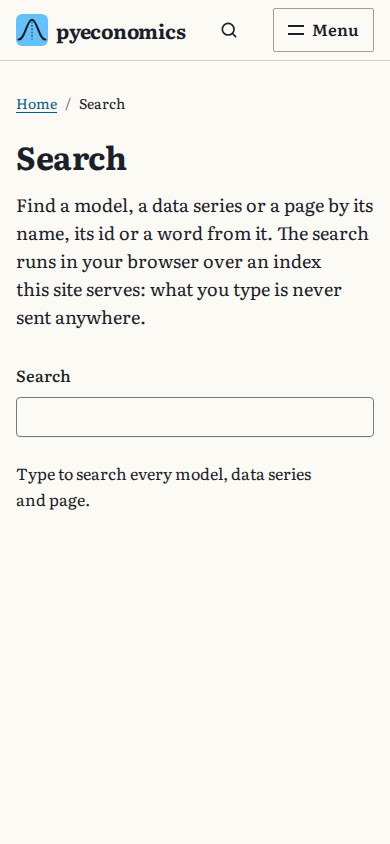 pyeconomics
Menu
Home / Search
Search
Find a model, a data series or a page by its
name, its id or a word from it. The search
runs in your browser over an index
this site serves: what you type is never
sent anywhere.
Search
Type to search every model, data series
and page.